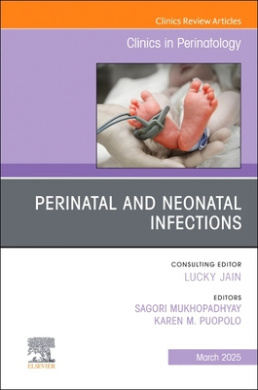 Clinics Review Articles
Clinics in Perinatology
PERINATAL AND NEONATAL
INFECTIONS
CONSULTING EDITOR
LUCKY JAIN
EDITORS
SAGORI MUKHOPADHYAY
KAREN M. PUOPOLO
ELSEVIER
March 2025